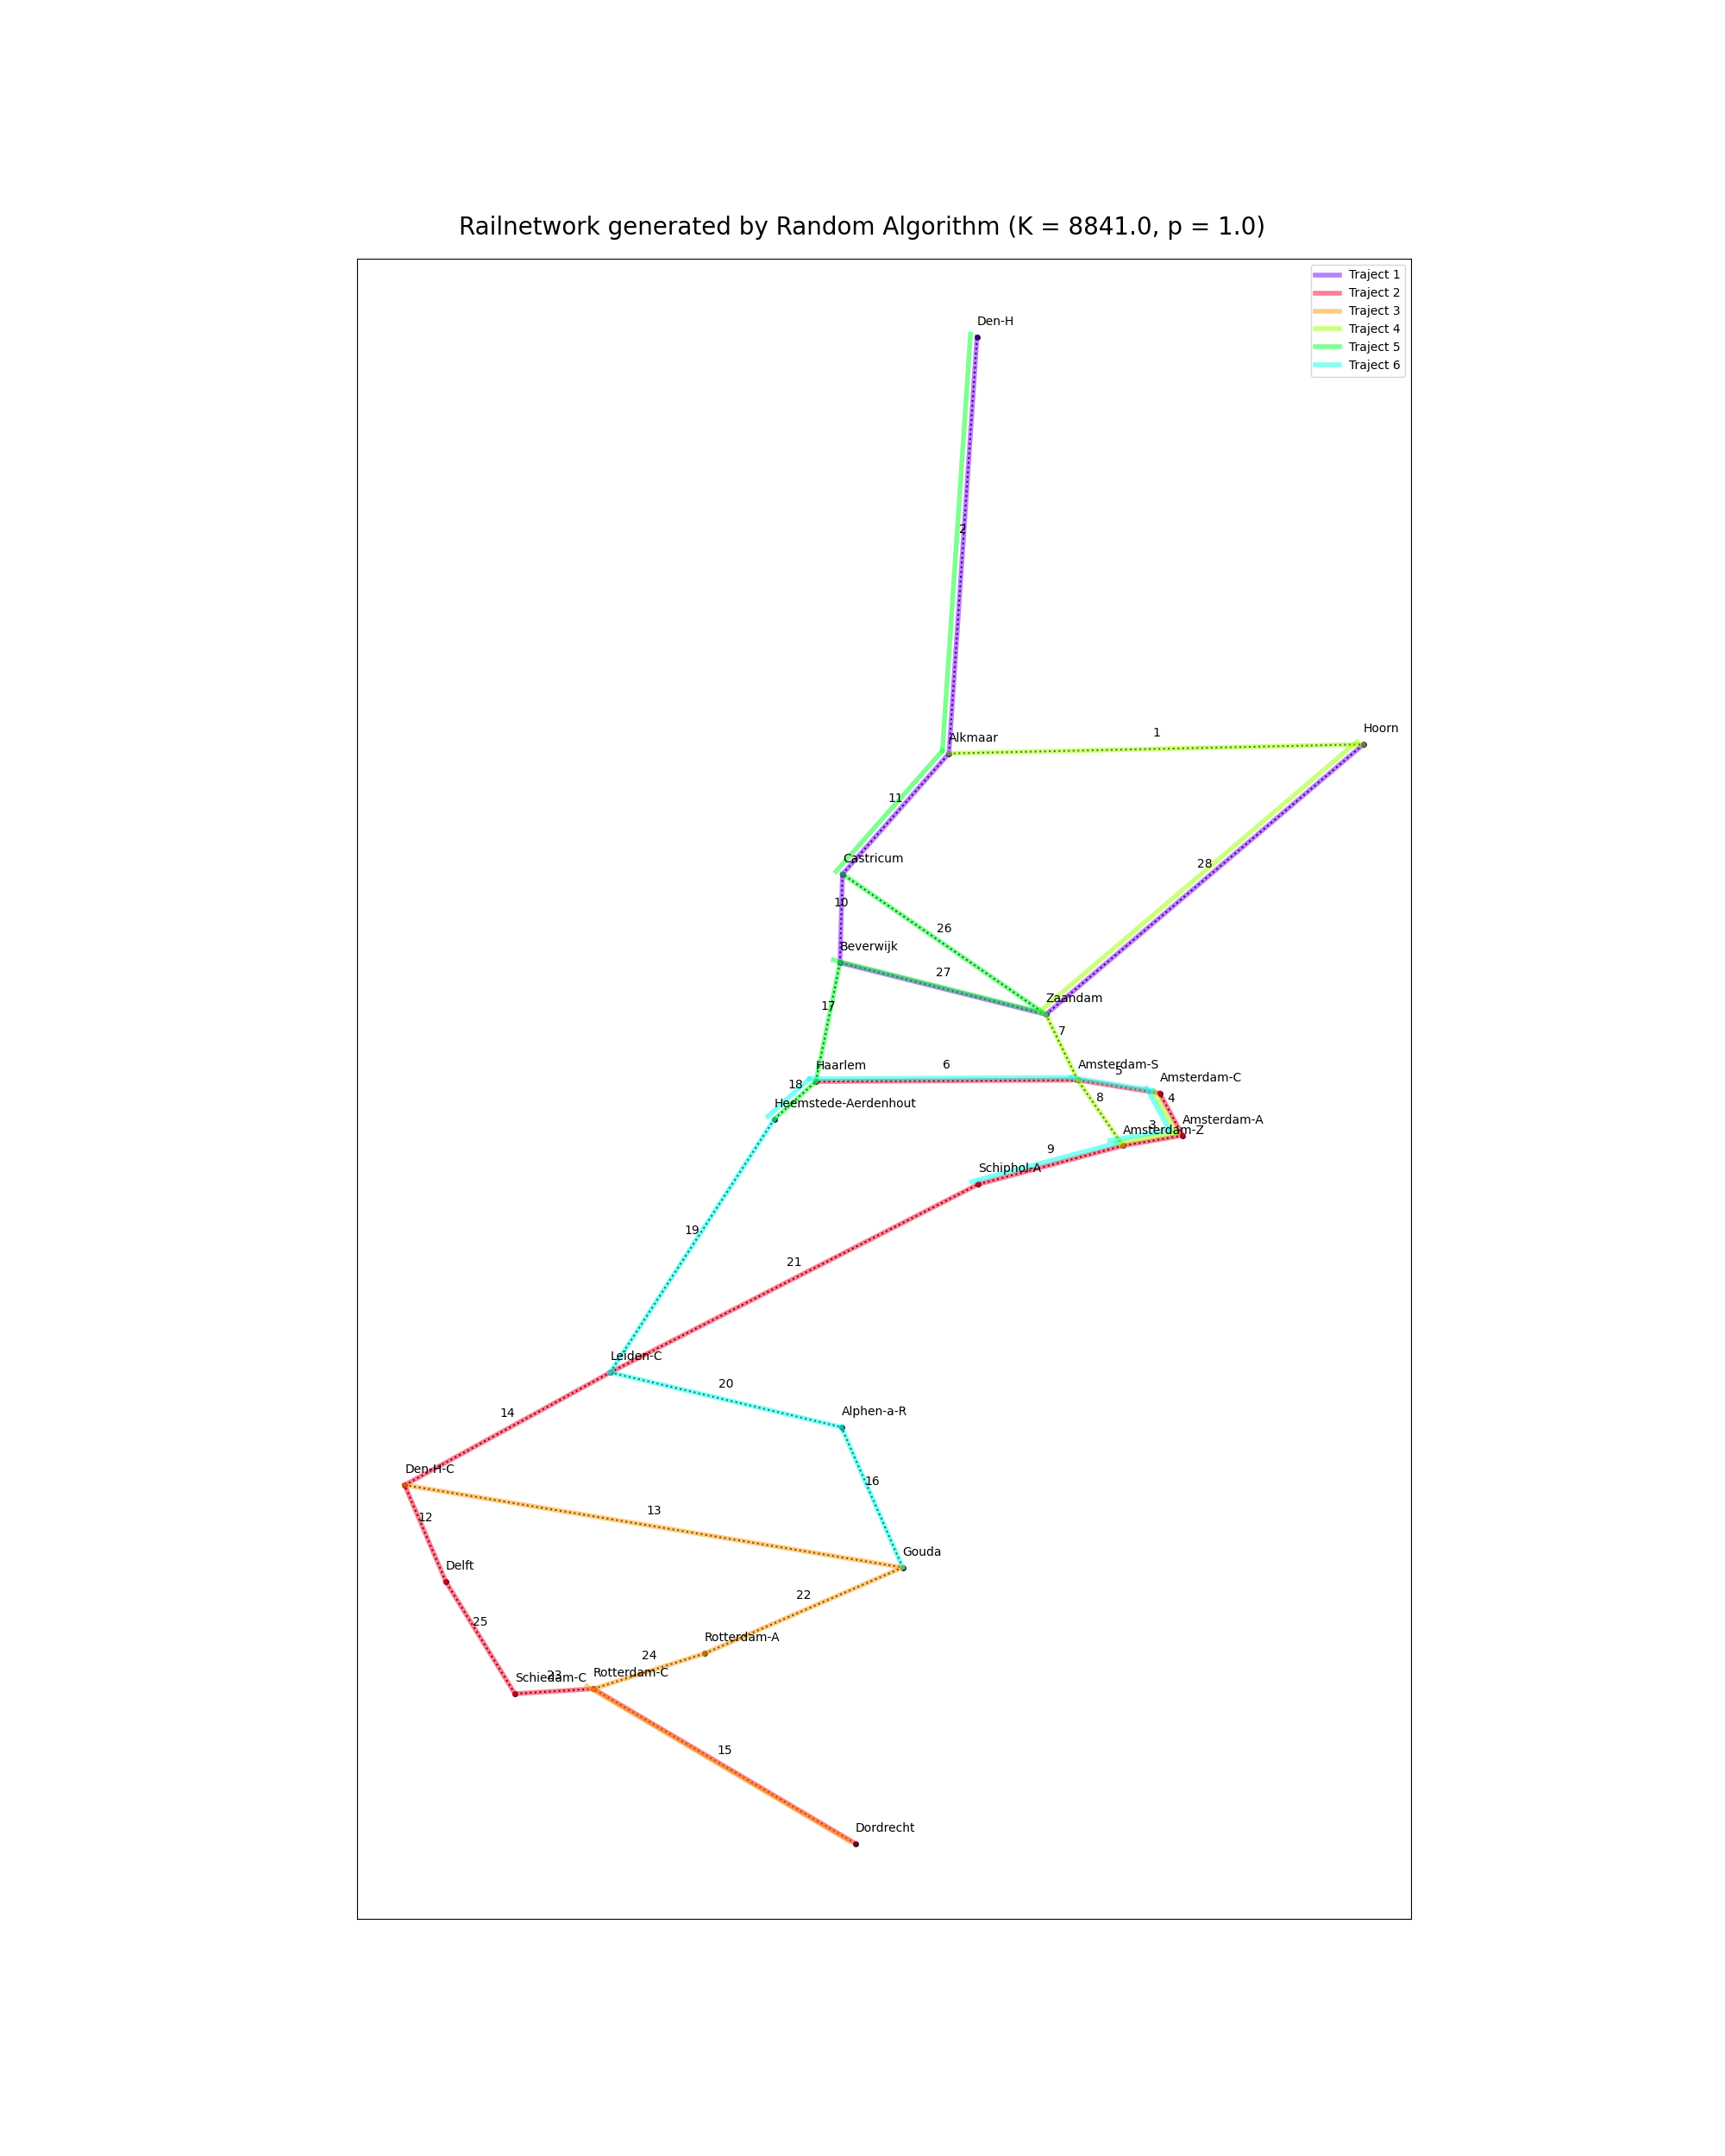 Railnetwork generated by Random Algorithm (K = 8841.0, p = 1.0)
Traject 1
Traject 2
Traject 3
Traject 4
Traject 5
Traject 6
Den-H
2
Hoorn
1
Alkmaar
11
Castricum
28
10
26
Beverwijk
27
Zaandam
17
7
Haarlem
6
Amsterdam-S
5
Amsterdam-C
18
Heemstede-Aerdenhout
8
4
Amsterdam-A
3
Amsterdam-Z
9
Schiphol-A
19
21
Leiden-C
20
14
Alphen-a-R
Den-H-C
16
13
12
Gouda
Delft
22
25
Rotterdam-A
24
Schiedam-C
23
Rotterdam-C
15
Dordrecht